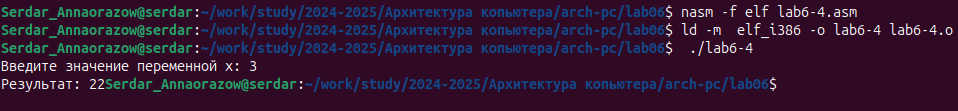 Serdar_Annaorazow@serdar:~/work/study/2024-2025/Архитектура копьютера/arch-pc/lab06$ nasm -f elf lab6-4.asm
Serdar_Annaorazow@serdar:~/work/study/2024-2025/Архитектура копьютера/arch-pc/lab06$ ld -m  elf_i386 -o lab6-4 lab6-4.o
Serdar_Annaorazow@serdar:~/work/study/2024-2025/Архитектура копьютера/arch-pc/lab06$  ./lab6-4
Введите значение переменной х: 3
Результат: 22Serdar_Annaorazow@serdar:~/work/study/2024-2025/Архитектура копьютера/arch-pc/lab06$